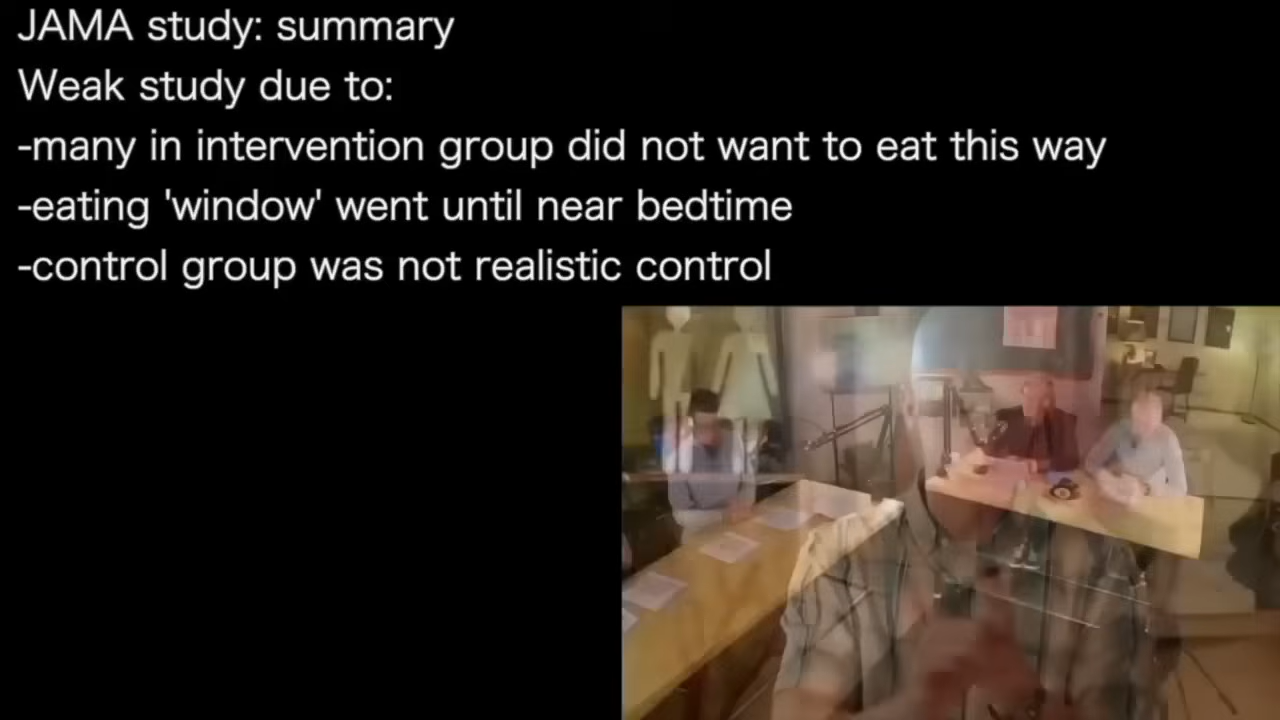 JAMA study: summary
Weak study due to:
-many in intervention group did not want to eat this way
-eating 'window' went until near bedtime
-control group was not realistic control